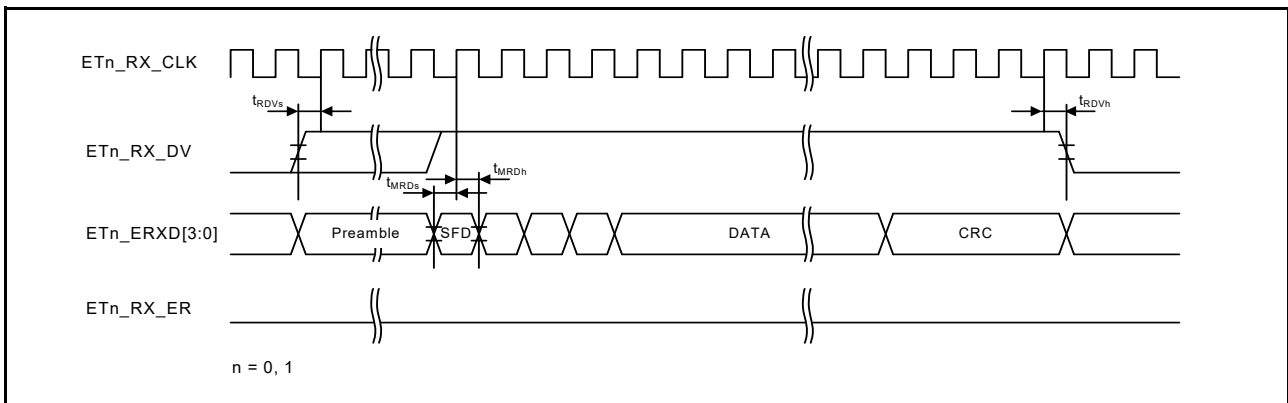 ETn_RX_CLK
tRDVs
tRDVh
ETn_RX_DV
tMRDs
tMRDh
ETn_ERXD[3:0]
Preamble
SFD
DATA
CRC
ETn_RX_ER
n = 0, 1